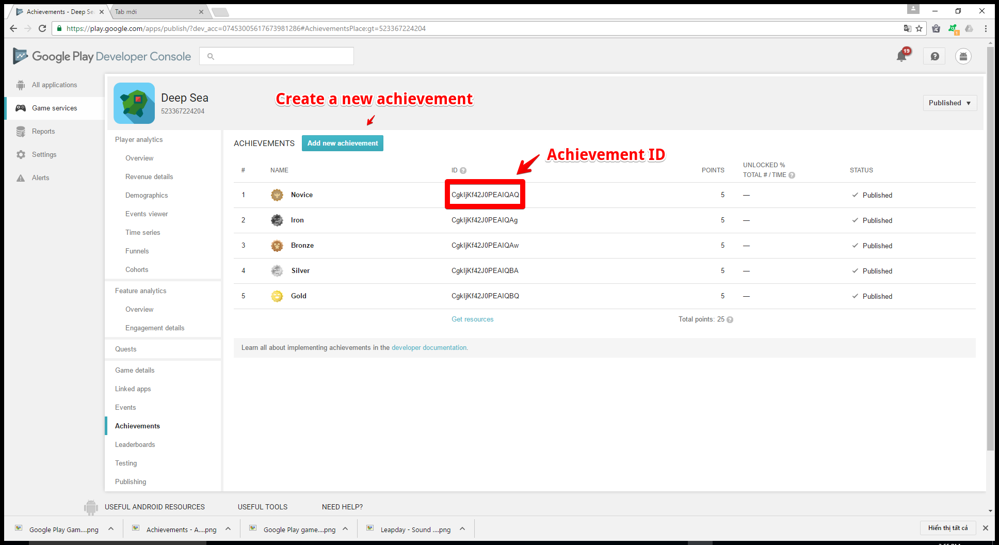 Achievements - Deep Se
Tab mới
https://play.google.com/apps/publish/?dev_acc=07453005617673981286#AchievementsPlace:gt=523367224204
1
Google Play Developer Console
19
All applications
Game services
Reports
Settings
Alerts
Deep Sea
523367224204
Create a new achievement
Published
Player analytics
Overview
Revenue details
Demographics
Events viewer
Time series
Funnels
Cohorts
Feature analytics
Overview
Engagement details
Quests
Game details
Linked apps
Events
Achievements
Leaderboards
Testing
Publishing
ACHIEVEMENTS Add new achievement
Achievement ID
# NAME ID ? POINTS UNLOCKED % STATUS
TOTAL # / TIME ?
1 Novice CgkIjKf42J0PEAIQAQ 5 — Published
2 Iron CgkIjKf42J0PEAIQAg 5 — Published
3 Bronze CgkIjKf42J0PEAIQAw 5 — Published
4 Silver CgkIjKf42J0PEAIQBA 5 — Published
5 Gold CgkIjKf42J0PEAIQBQ 5 — Published
Get resources Total points: 25 ?
Learn all about implementing achievements in the developer documentation.
USEFUL ANDROID RESOURCES USEFUL TOOLS NEED HELP?
Google Play Gam....png
Achievements - A....png
Google Play game....png
Leapday - Sound ....png
Hiển thị tất cả